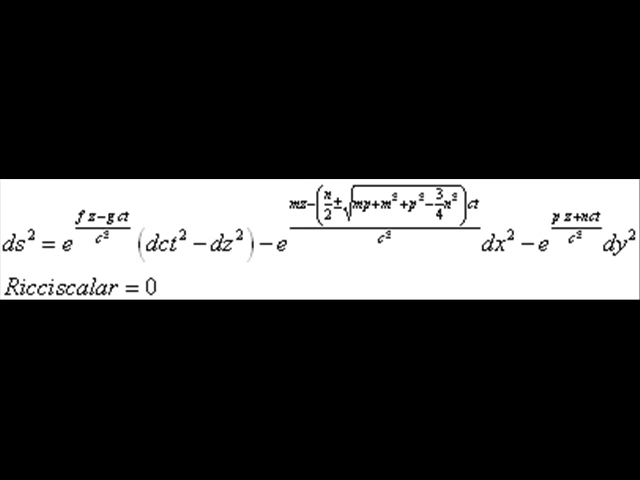 ds² = e^((f z−g ct)/c²) (dct² − dz²) − e^((mz−(n/2±√(mp+m²+p²−(3/4)n²))ct)/c²) dx² − e^((p z+nct)/c²) dy²
Ricciscalar = 0